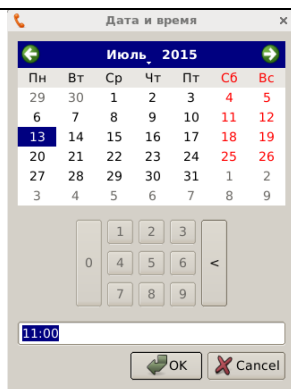 Дата и время
Июль 2015
Пн Вт Ср Чт Пт Сб Вс
29 30 1 2 3 4 5
6 7 8 9 10 11 12
13 14 15 16 17 18 19
20 21 22 23 24 25 26
27 28 29 30 31 1 2
3 4 5 6 7 8 9
1 2 3
0 4 5 6 <
7 8 9
11:00
OK Cancel